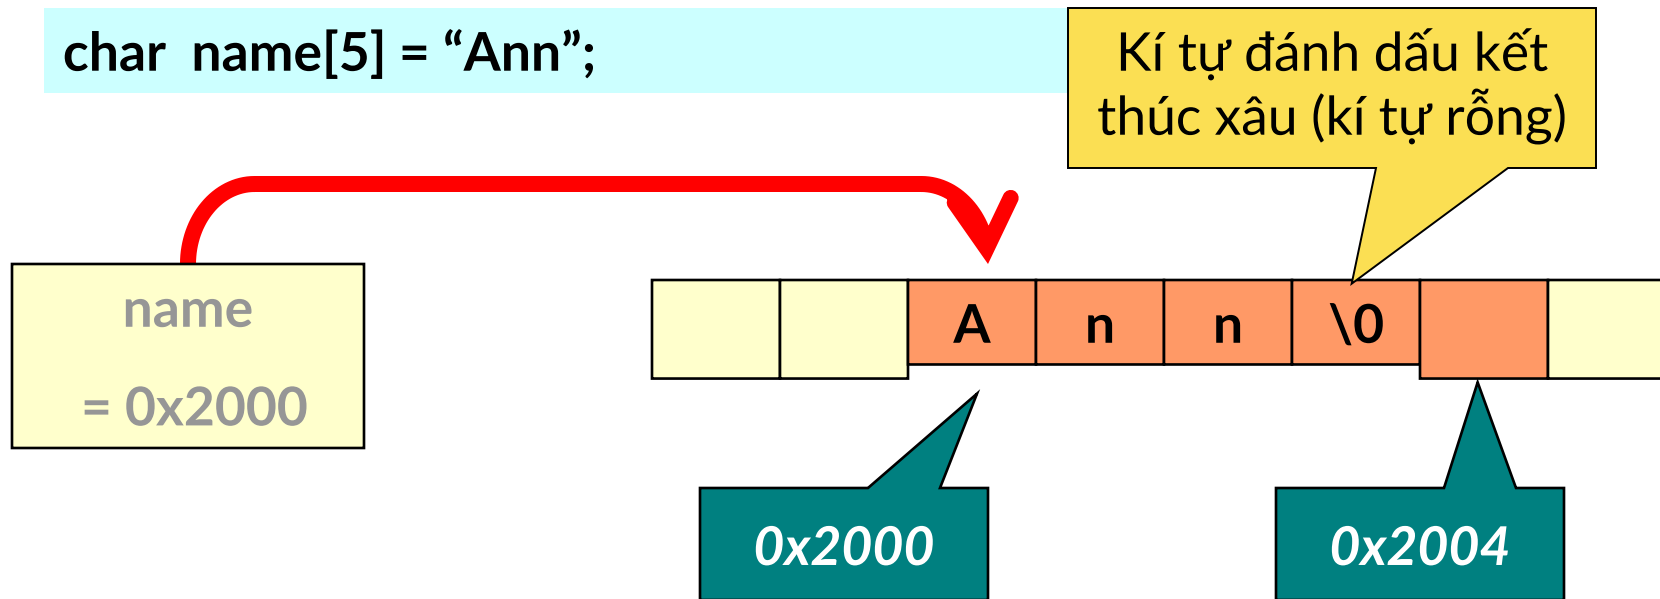 char  name[5] = “Ann”;
Kí tự đánh dấu kết
thúc xâu (kí tự rỗng)
name
= 0x2000
A n n \0
0x2000
0x2004